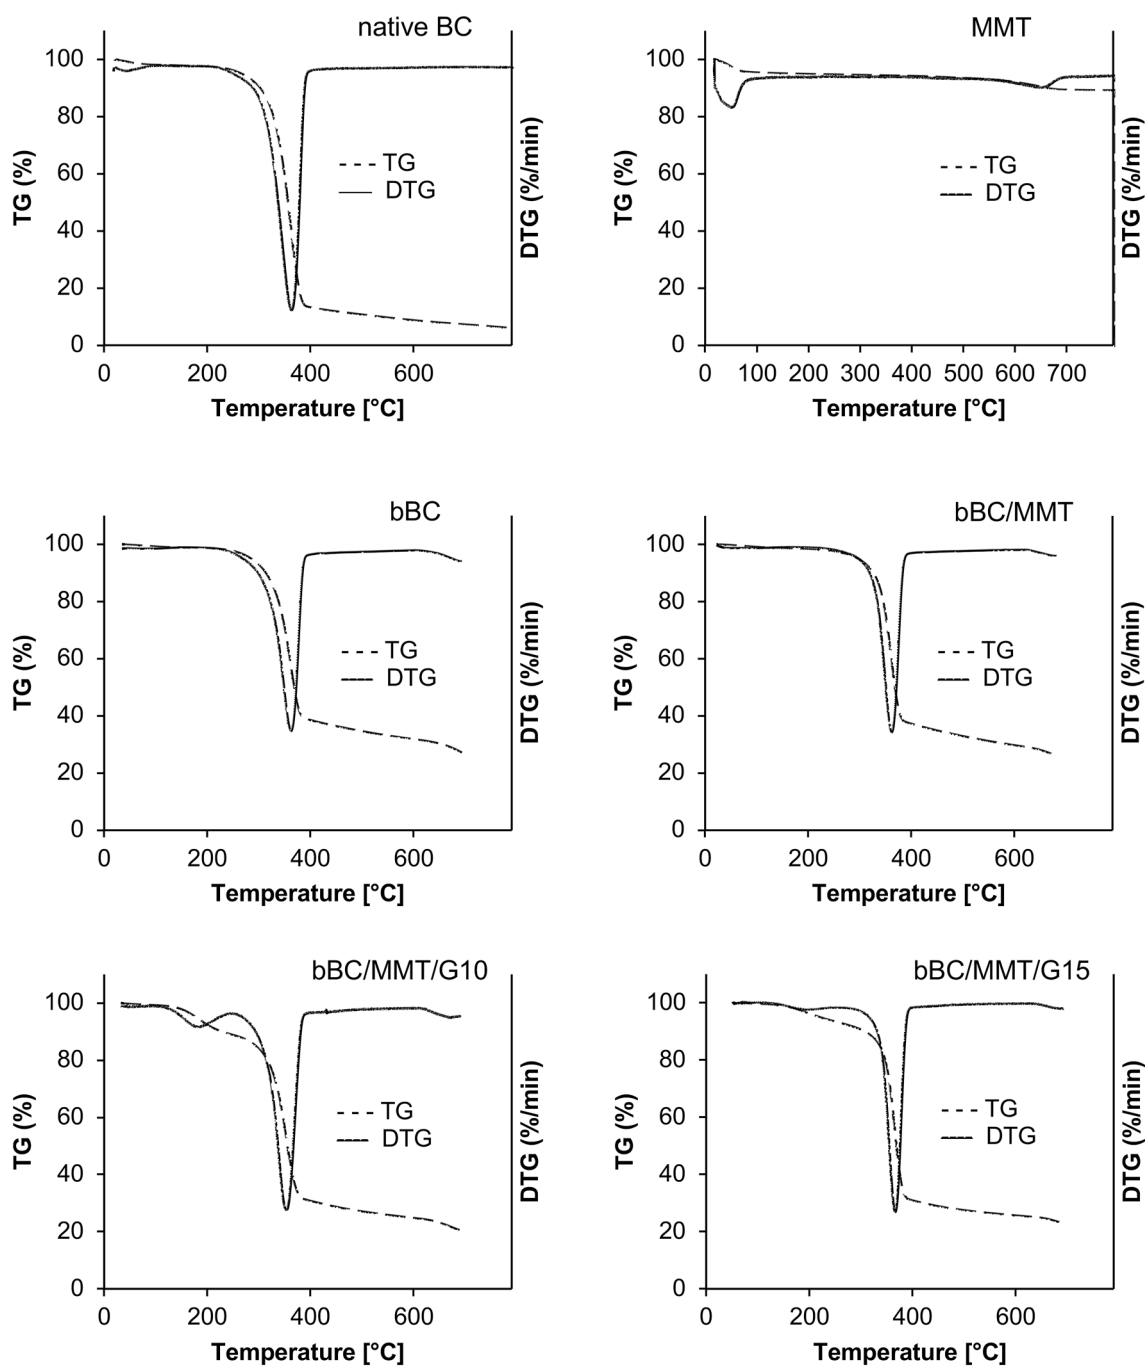 native BC
100
80
60
40
20
0
TG (%)
DTG (%/min)
TG
DTG
0 200 400 600
Temperature [°C]
MMT
100
80
60
40
20
0
TG (%)
DTG (%/min)
TG
DTG
0 100 200 300 400 500 600 700
Temperature [°C]
bBC
100
80
60
40
20
0
TG (%)
DTG (%/min)
TG
DTG
0 200 400 600
Temperature [°C]
bBC/MMT
100
80
60
40
20
0
TG (%)
DTG (%/min)
TG
DTG
0 200 400 600
Temperature [°C]
bBC/MMT/G10
100
80
60
40
20
0
TG (%)
DTG (%/min)
TG
DTG
0 200 400 600
Temperature [°C]
bBC/MMT/G15
100
80
60
40
20
0
TG (%)
DTG (%/min)
TG
DTG
0 200 400 600
Temperature [°C]